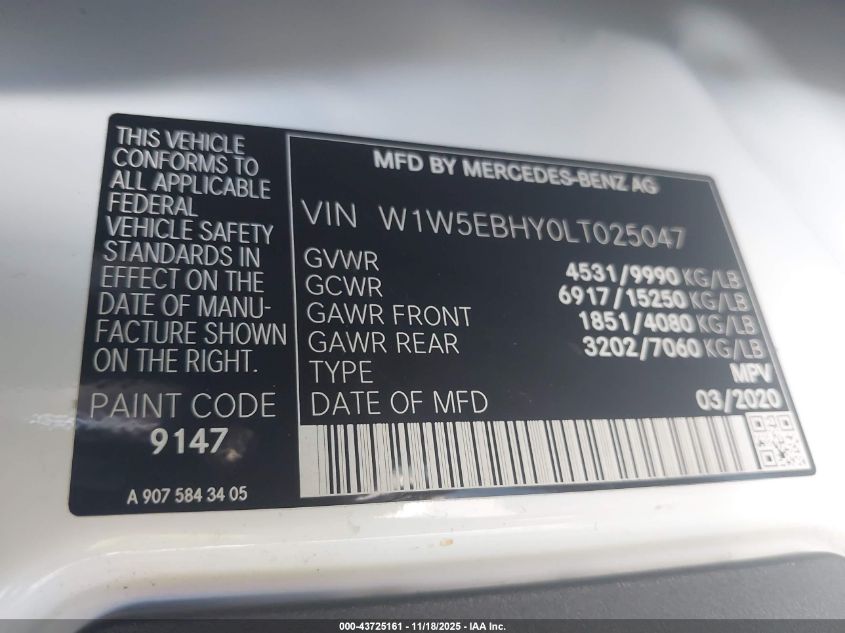 THIS VEHICLE
CONFORMS TO
ALL APPLICABLE
FEDERAL
VEHICLE SAFETY
STANDARDS IN
EFFECT ON THE
DATE OF MANU-
FACTURE SHOWN
ON THE RIGHT.
PAINT CODE
9147
A 907 584 34 05
MFD BY MERCEDES-BENZ AG
VIN W1W5EBHY0LT025047
GVWR 4531/9990 KG/LB
GCWR 6917/15250 KG/LB
GAWR FRONT 1851/4080 KG/LB
GAWR REAR 3202/7060 KG/LB
TYPE MPV
DATE OF MFD 03/2020
000-43725161 - 11/18/2025 - IAA Inc.